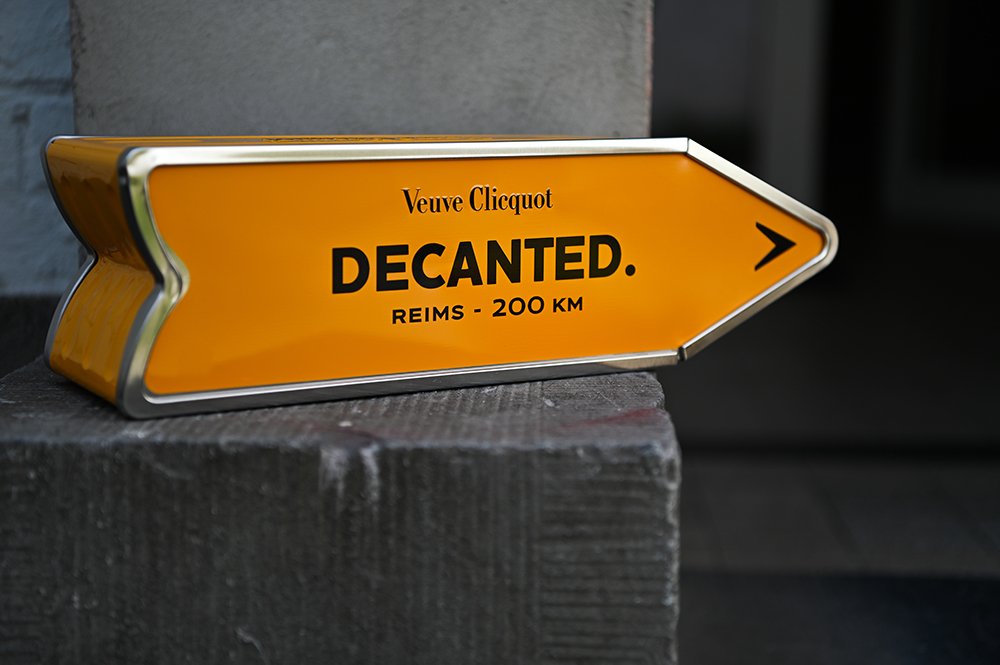 Veuve Clicquot
DECANTED.
REIMS - 200 KM